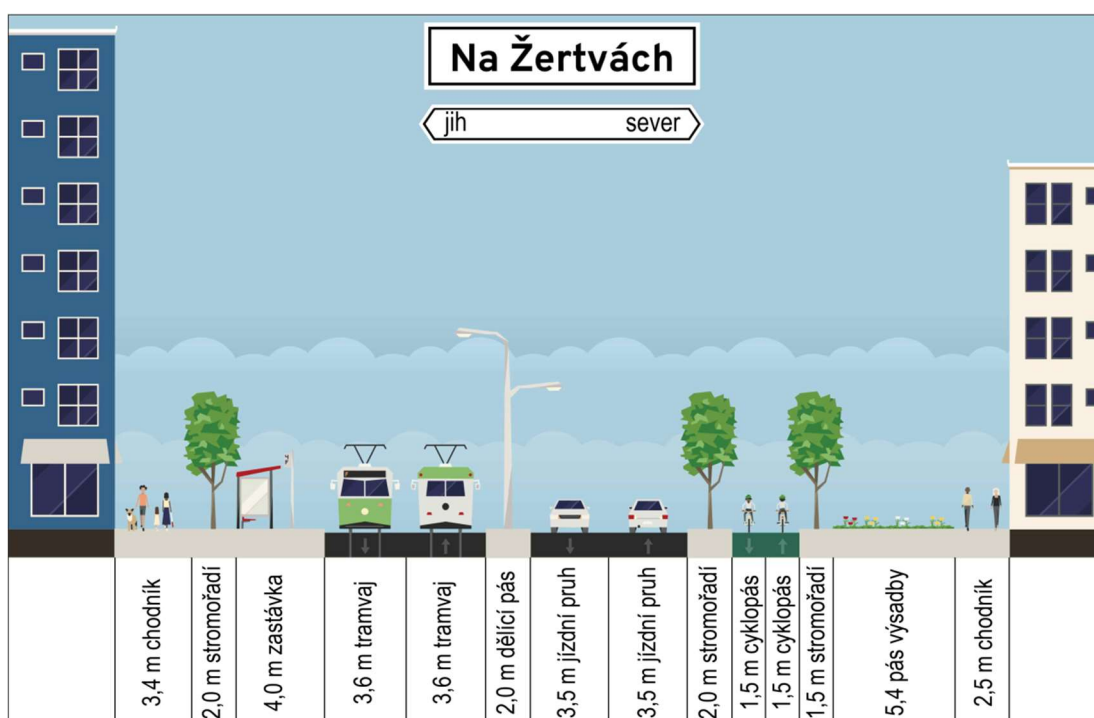 Na Žertvách
jih sever
3,4 m chodník
2,0 m stromořadí
4,0 m zastávka
3,6 m tramvaj
3,6 m tramvaj
2,0 m dělící pás
3,5 m jízdní pruh
3,5 m jízdní pruh
2,0 m stromořadí
1,5 m cyklopás
1,5 m cyklopás
1,5 m stromořadí
5,4 pás výsadby
2,5 m chodník